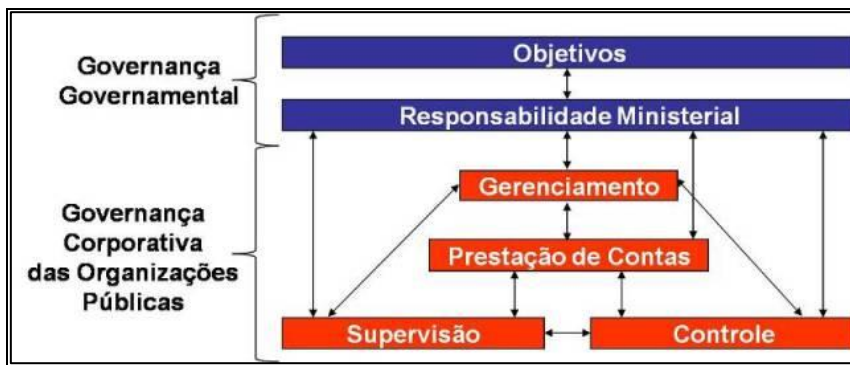 Governança
Governamental
Objetivos
Responsabilidade Ministerial
Governança
Corporativa
das Organizações
Públicas
Gerenciamento
Prestação de Contas
Supervisão
Controle